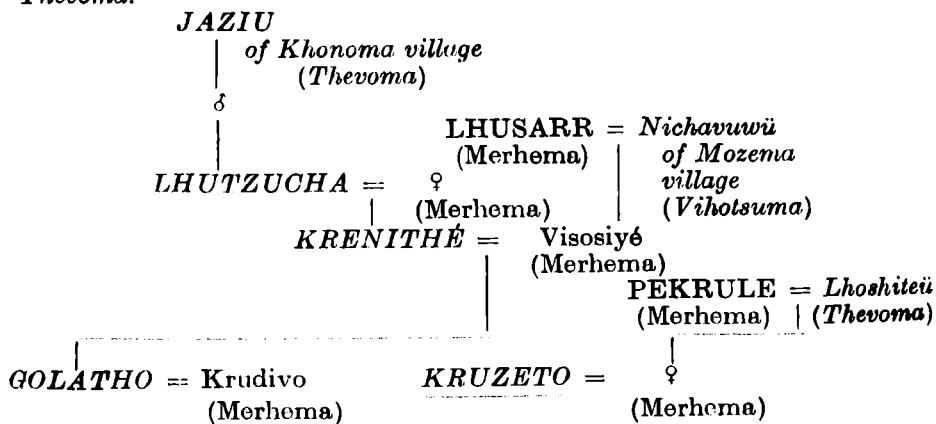 Thevoma.
JAZIU
of Khonoma village
(Thevoma)
♂
LHUSARR = Nichavuwü
(Merhema) of Mozema
village
LHUTZUCHA = ♀ (Vihotsuma)
(Merhema)
KRENITHÉ = Visosiyé
(Merhema)
PEKRULE = Lhoshiteü
(Merhema) (Thevoma)
GOLATHO = Krudivo KRUZETO = ♀
(Merhema) (Merhema)